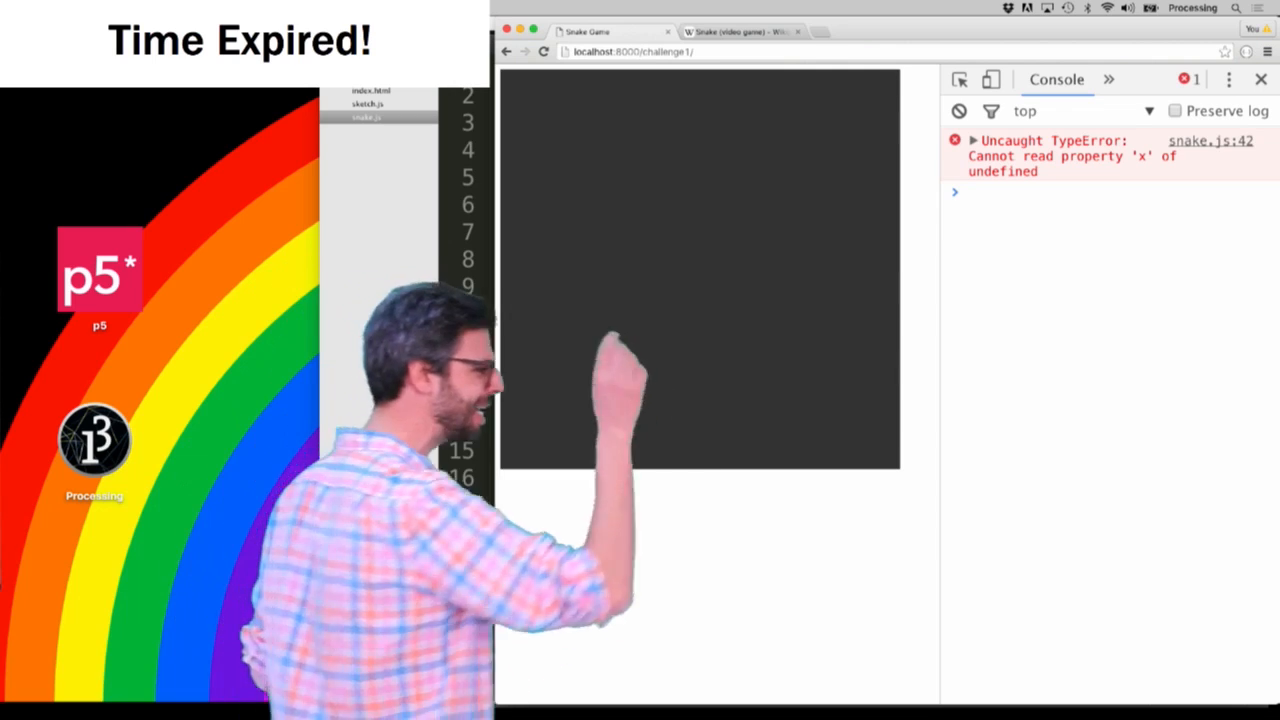 Time Expired!
Processing
Snake Game
Snake (video game) - Wiki
You
localhost:8000/challenge1/
index.html
sketch.js
snake.js
2
3
4
5
6
7
8
9
15
16
p5*
p5
Processing
Console
1
top
Preserve log
Uncaught TypeError: snake.js:42
Cannot read property 'x' of
undefined